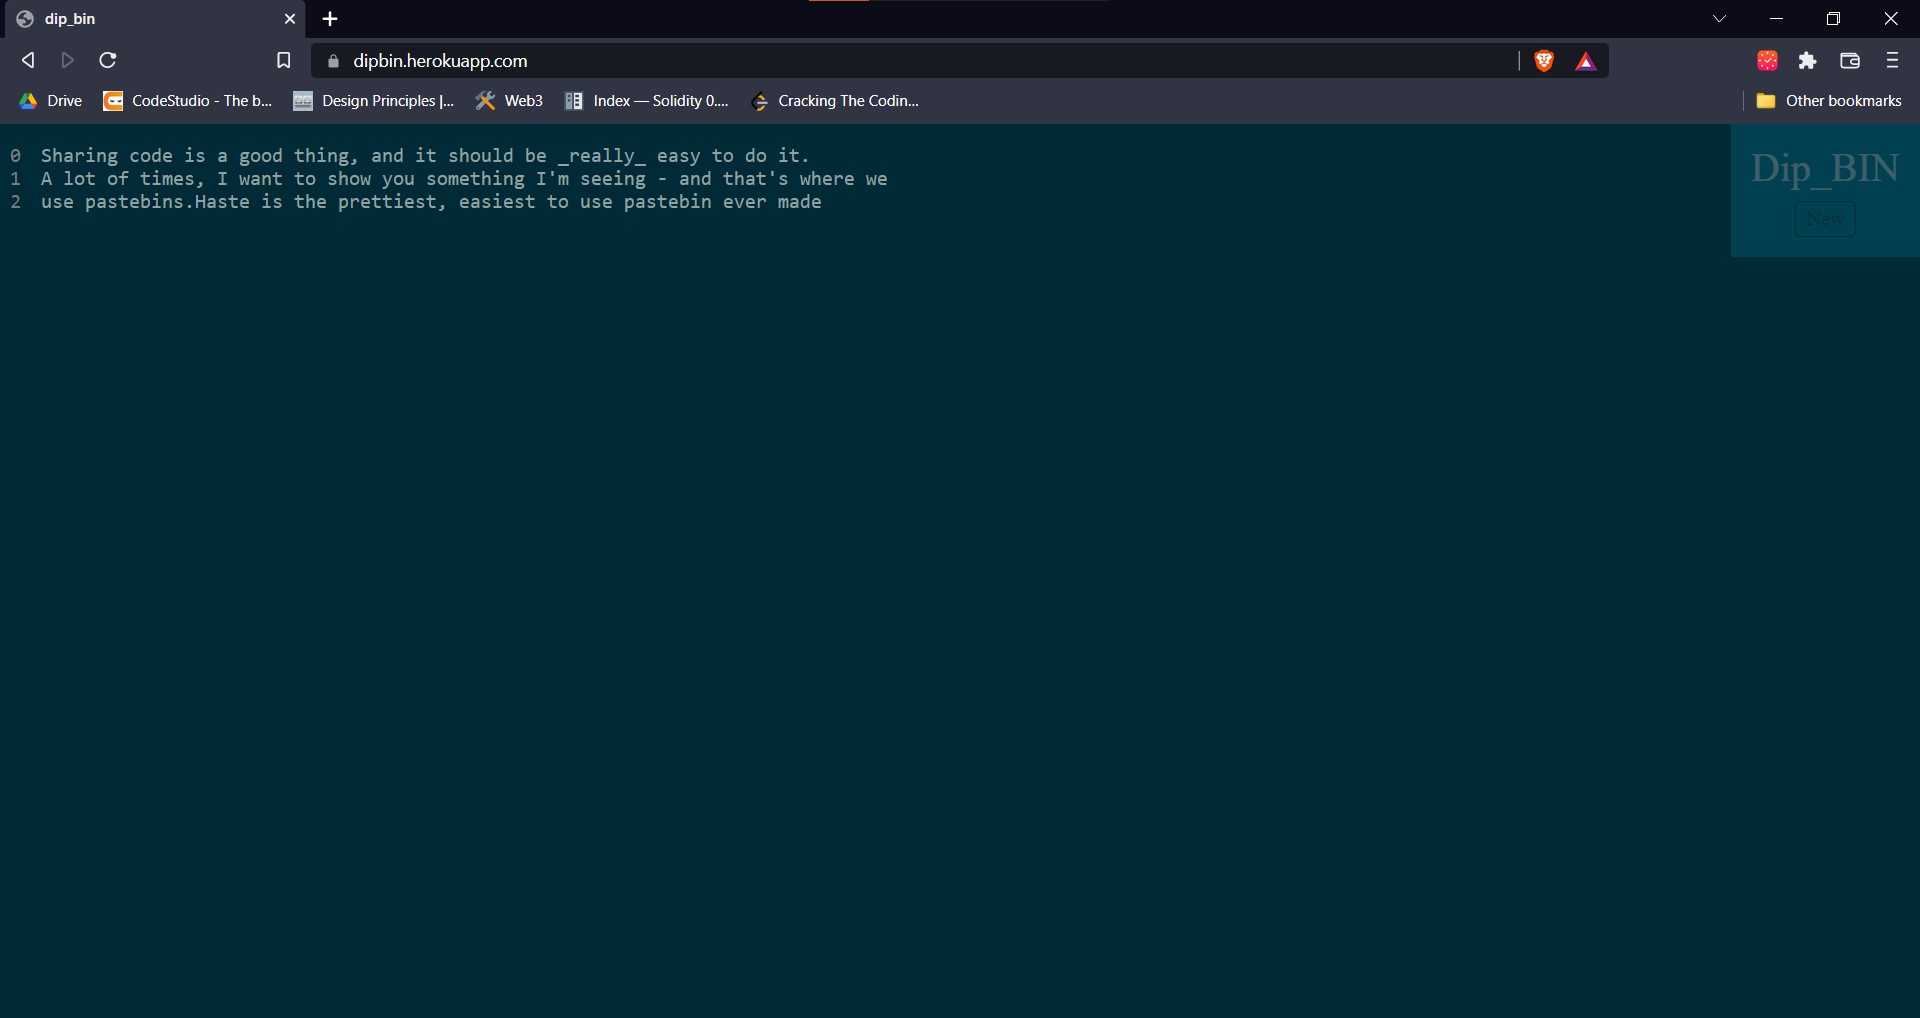 dip_bin
dipbin.herokuapp.com
Drive
CodeStudio - The b...
Design Principles |...
Web3
Index — Solidity 0....
Cracking The Codin...
Other bookmarks
0 Sharing code is a good thing, and it should be _really_ easy to do it.
1 A lot of times, I want to show you something I'm seeing - and that's where we
2 use pastebins.Haste is the prettiest, easiest to use pastebin ever made
Dip_BIN
New